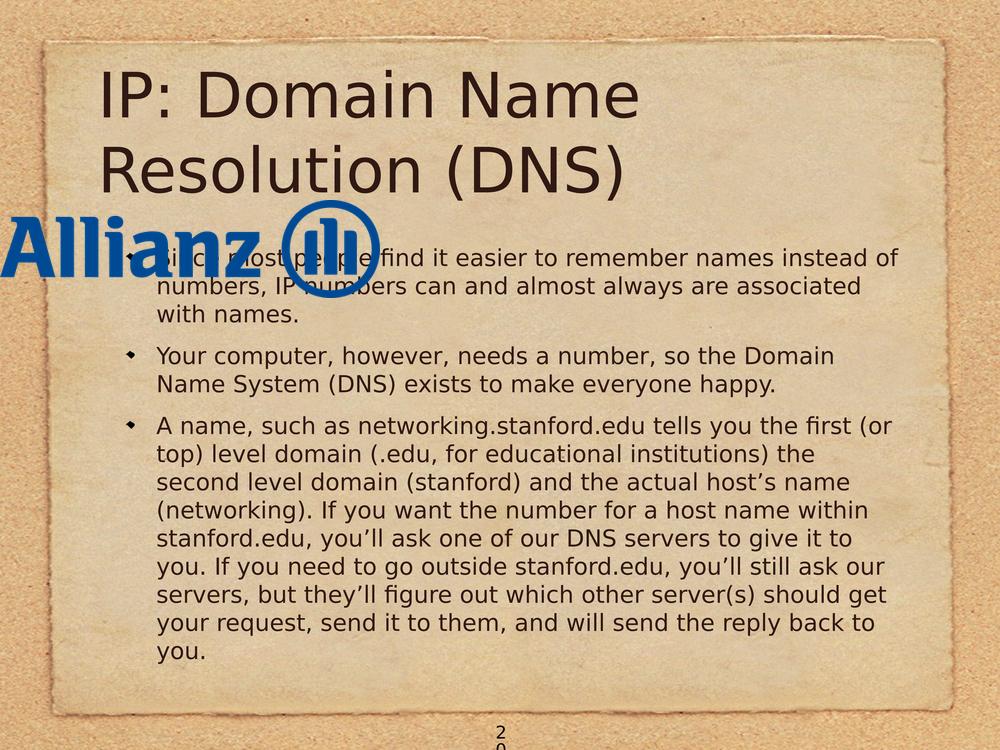 IP: Domain Name
Resolution (DNS)
Allianz
Since most people find it easier to remember names instead of
numbers, IP numbers can and almost always are associated
with names.
Your computer, however, needs a number, so the Domain
Name System (DNS) exists to make everyone happy.
A name, such as networking.stanford.edu tells you the first (or
top) level domain (.edu, for educational institutions) the
second level domain (stanford) and the actual host’s name
(networking). If you want the number for a host name within
stanford.edu, you’ll ask one of our DNS servers to give it to
you. If you need to go outside stanford.edu, you’ll still ask our
servers, but they’ll figure out which other server(s) should get
your request, send it to them, and will send the reply back to
you.
2
0